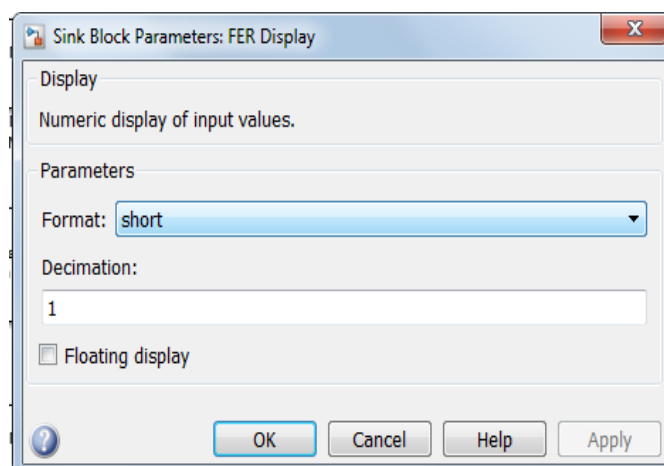 Sink Block Parameters: FER Display
Display
Numeric display of input values.
Parameters
Format: short
Decimation:
1
Floating display
OK Cancel Help Apply